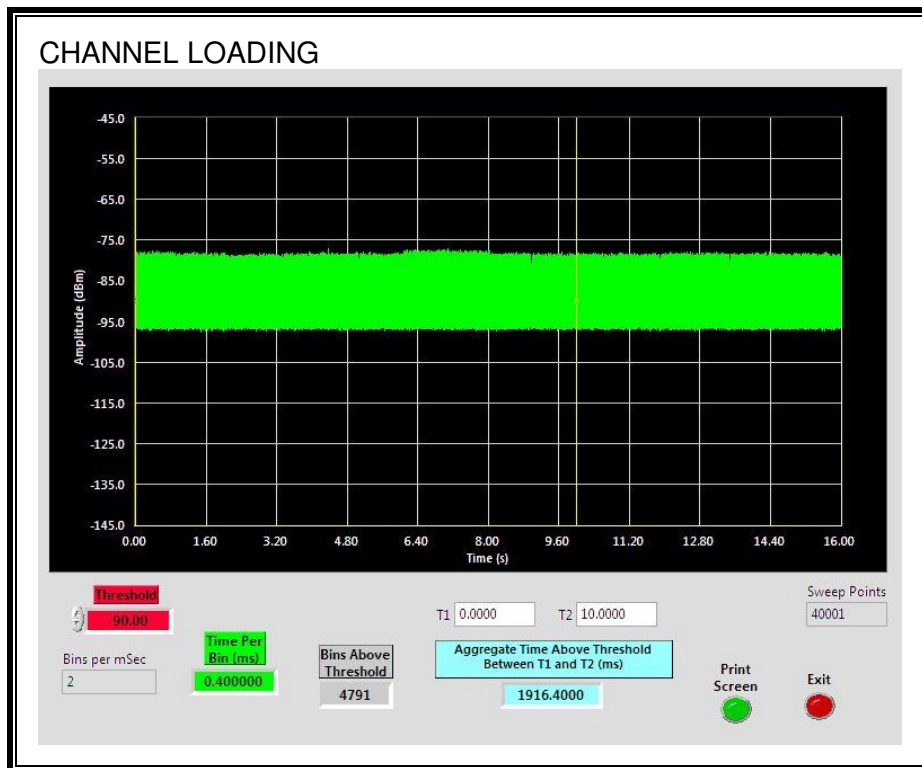 CHANNEL LOADING
-45.0
-55.0
-65.0
-75.0
-85.0
-95.0
-105.0
-115.0
-125.0
-135.0
-145.0
Amplitude (dBm)
0.00 1.60 3.20 4.80 6.40 8.00 9.60 11.20 12.80 14.40 16.00
Time (s)
Threshold
-90.00
Bins per mSec
2
Time Per
Bin (ms)
0.400000
Bins Above
Threshold
4791
T1 0.0000 T2 10.0000
Aggregate Time Above Threshold
Between T1 and T2 (ms)
1916.4000
Sweep Points
40001
Print
Screen
Exit